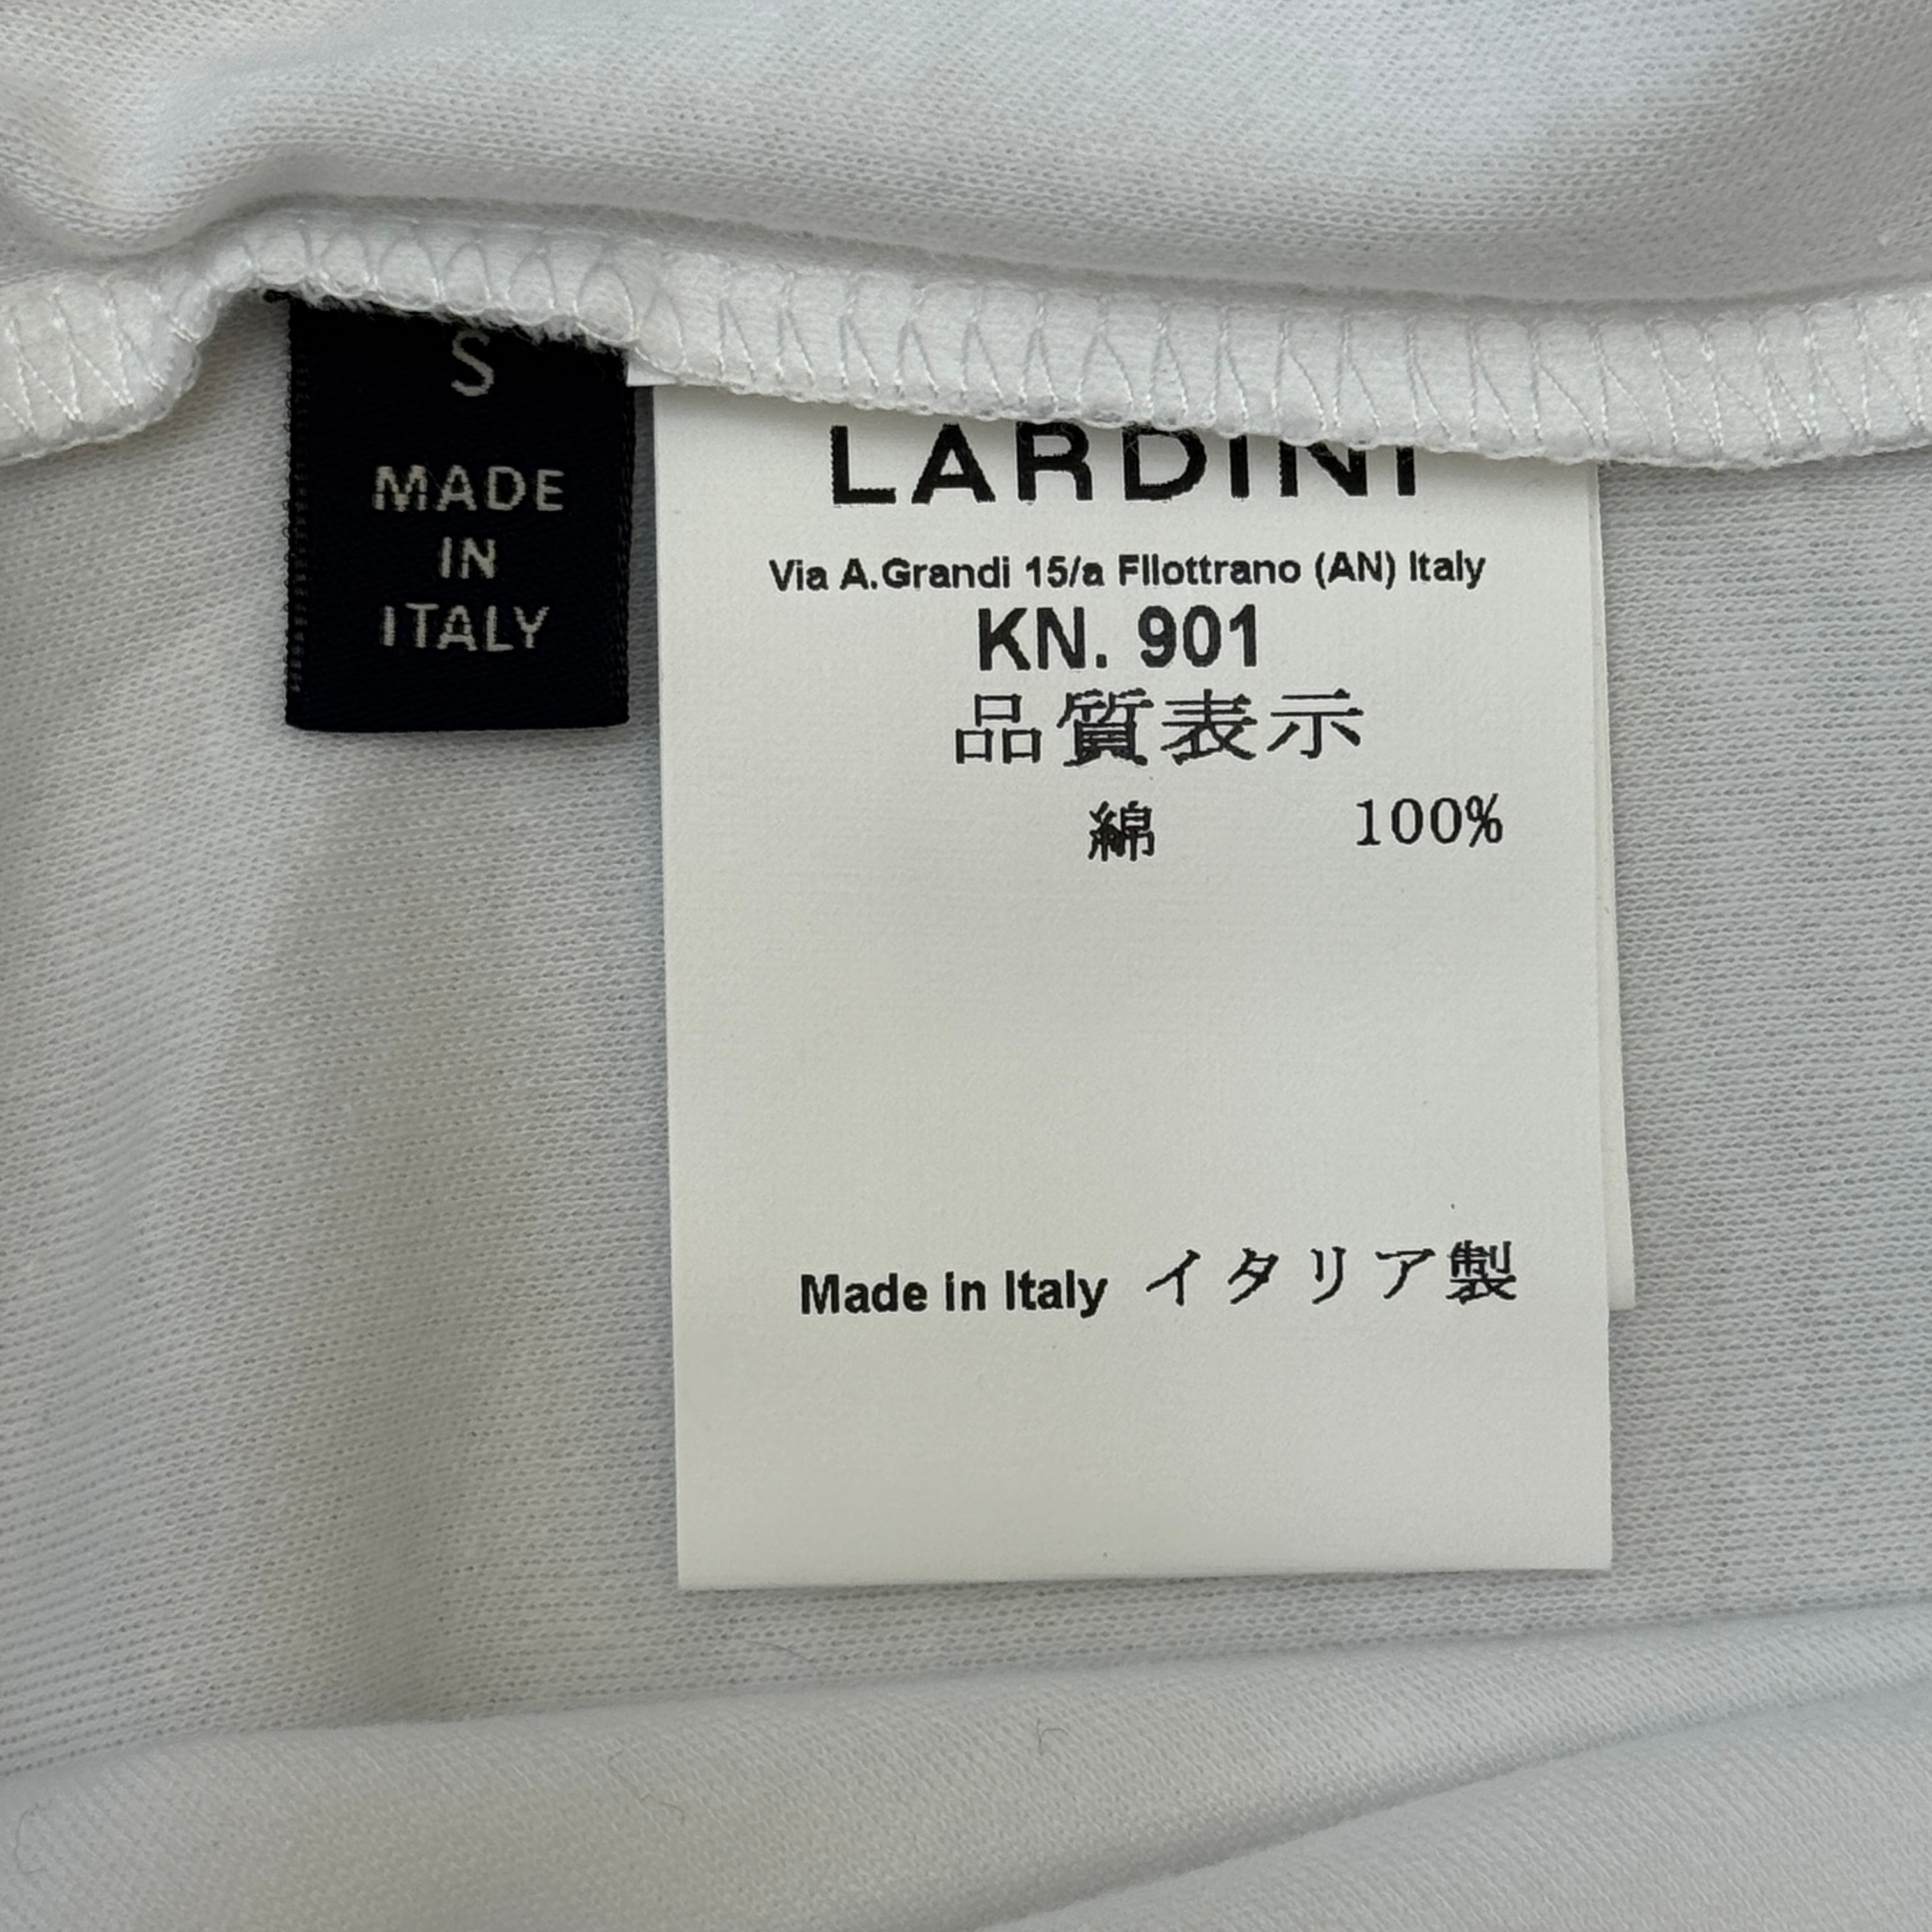 S
MADE
IN
ITALY
LARDINI
Via A.Grandi 15/a FIlottrano (AN) Italy
KN. 901
品質表示
綿 100%
Made in Italy イタリア製